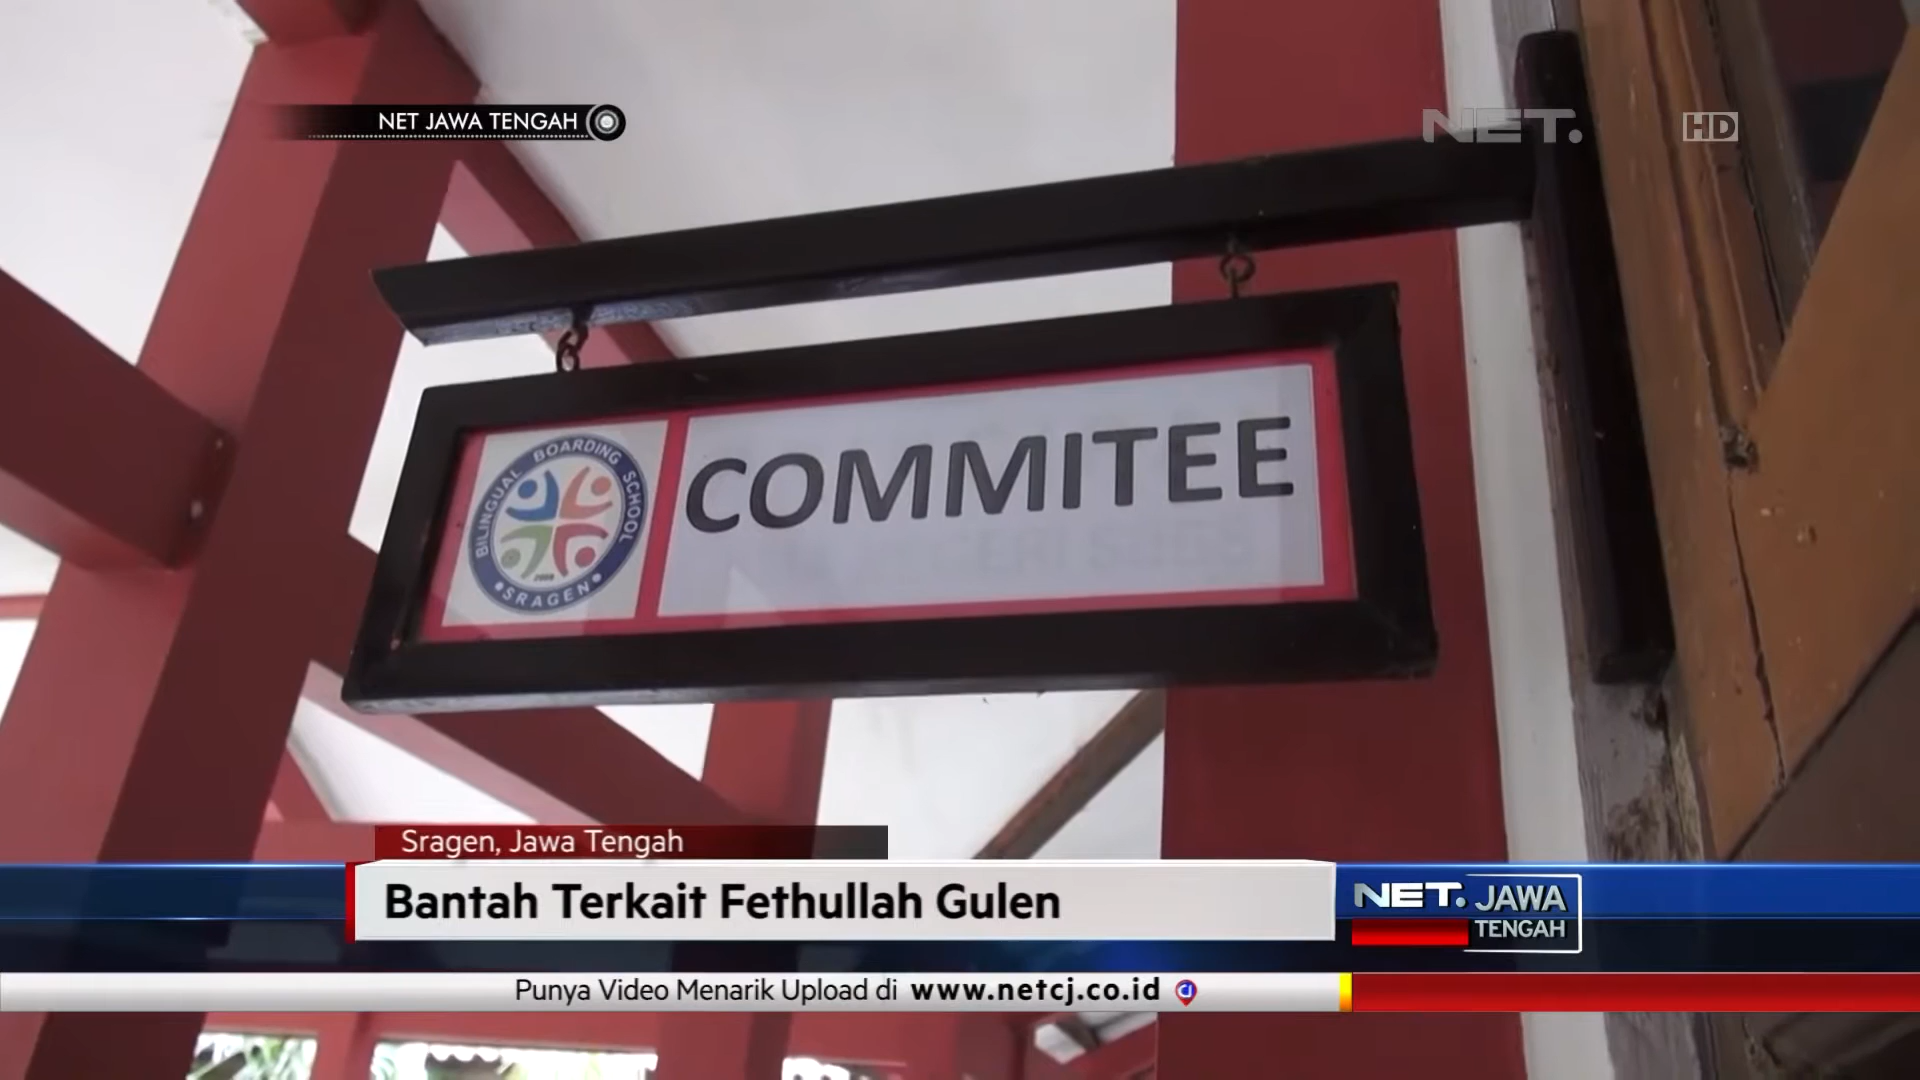 NET JAWA TENGAH
NET.
HD
BILINGUAL BOARDING SCHOOL
2008
• SRAGEN •
COMMITEE
Sragen, Jawa Tengah
Bantah Terkait Fethullah Gulen
NET. JAWA
TENGAH
Punya Video Menarik Upload di www.netcj.co.id